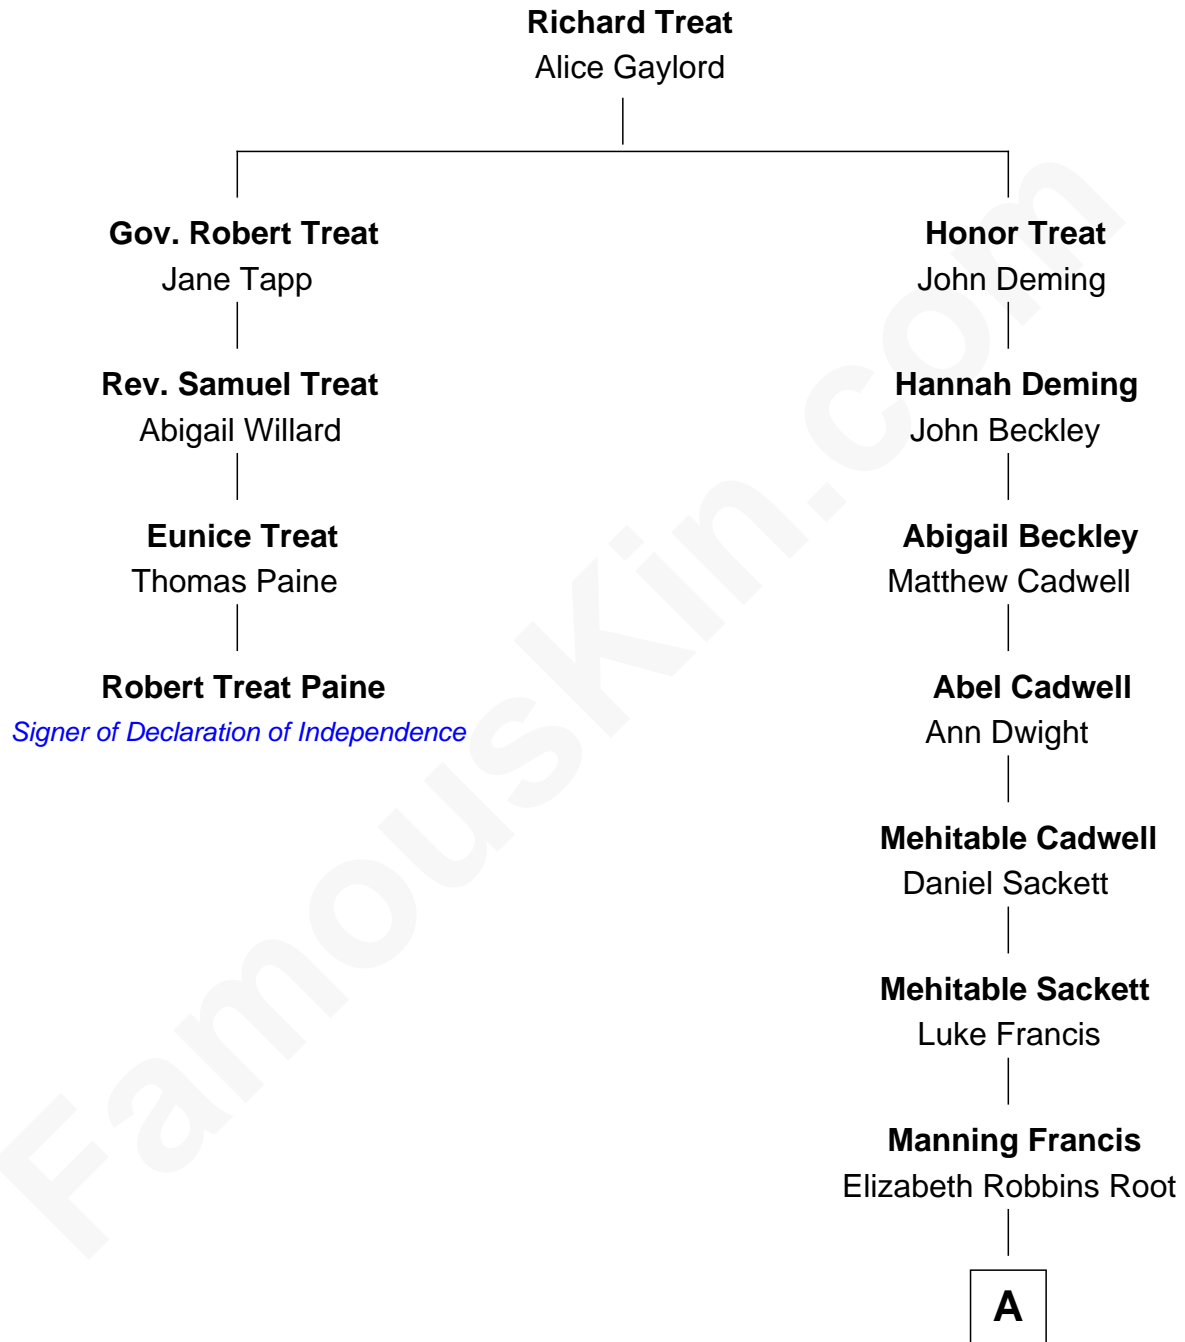 Richard Treat
Alice Gaylord
Gov. Robert Treat
Jane Tapp
Honor Treat
John Deming
Rev. Samuel Treat
Abigail Willard
Hannah Deming
John Beckley
Eunice Treat
Thomas Paine
Abigail Beckley
Matthew Cadwell
Robert Treat Paine
Signer of Declaration of Independence
Abel Cadwell
Ann Dwight
Mehitable Cadwell
Daniel Sackett
Mehitable Sackett
Luke Francis
Manning Francis
Elizabeth Robbins Root
A
FamousKin.com